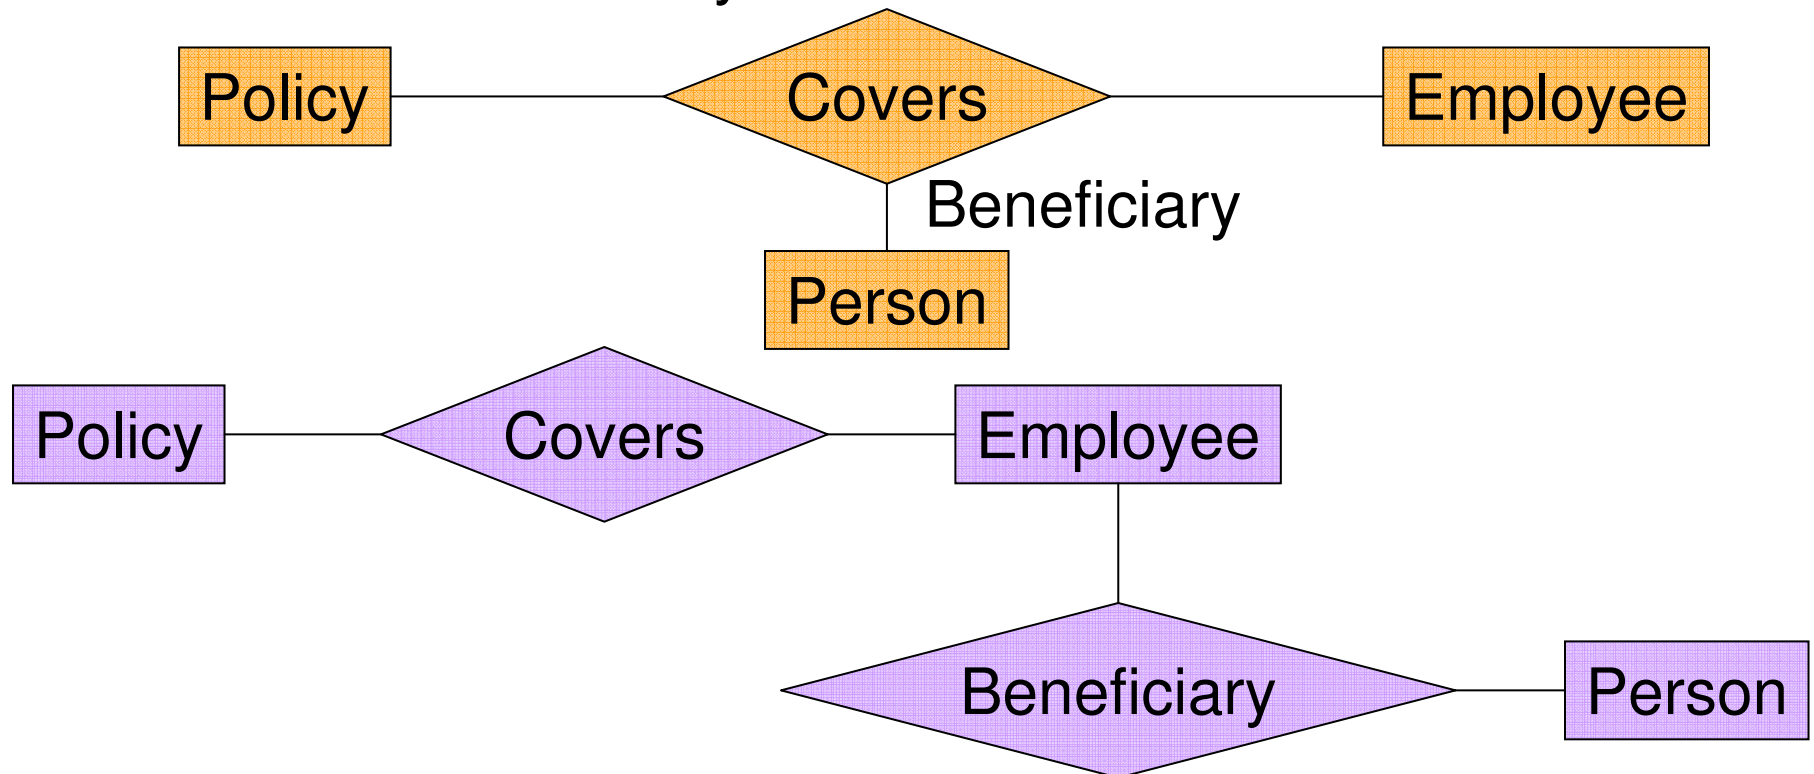 Policy Covers Employee
Beneficiary
Person
Policy Covers Employee
Beneficiary Person